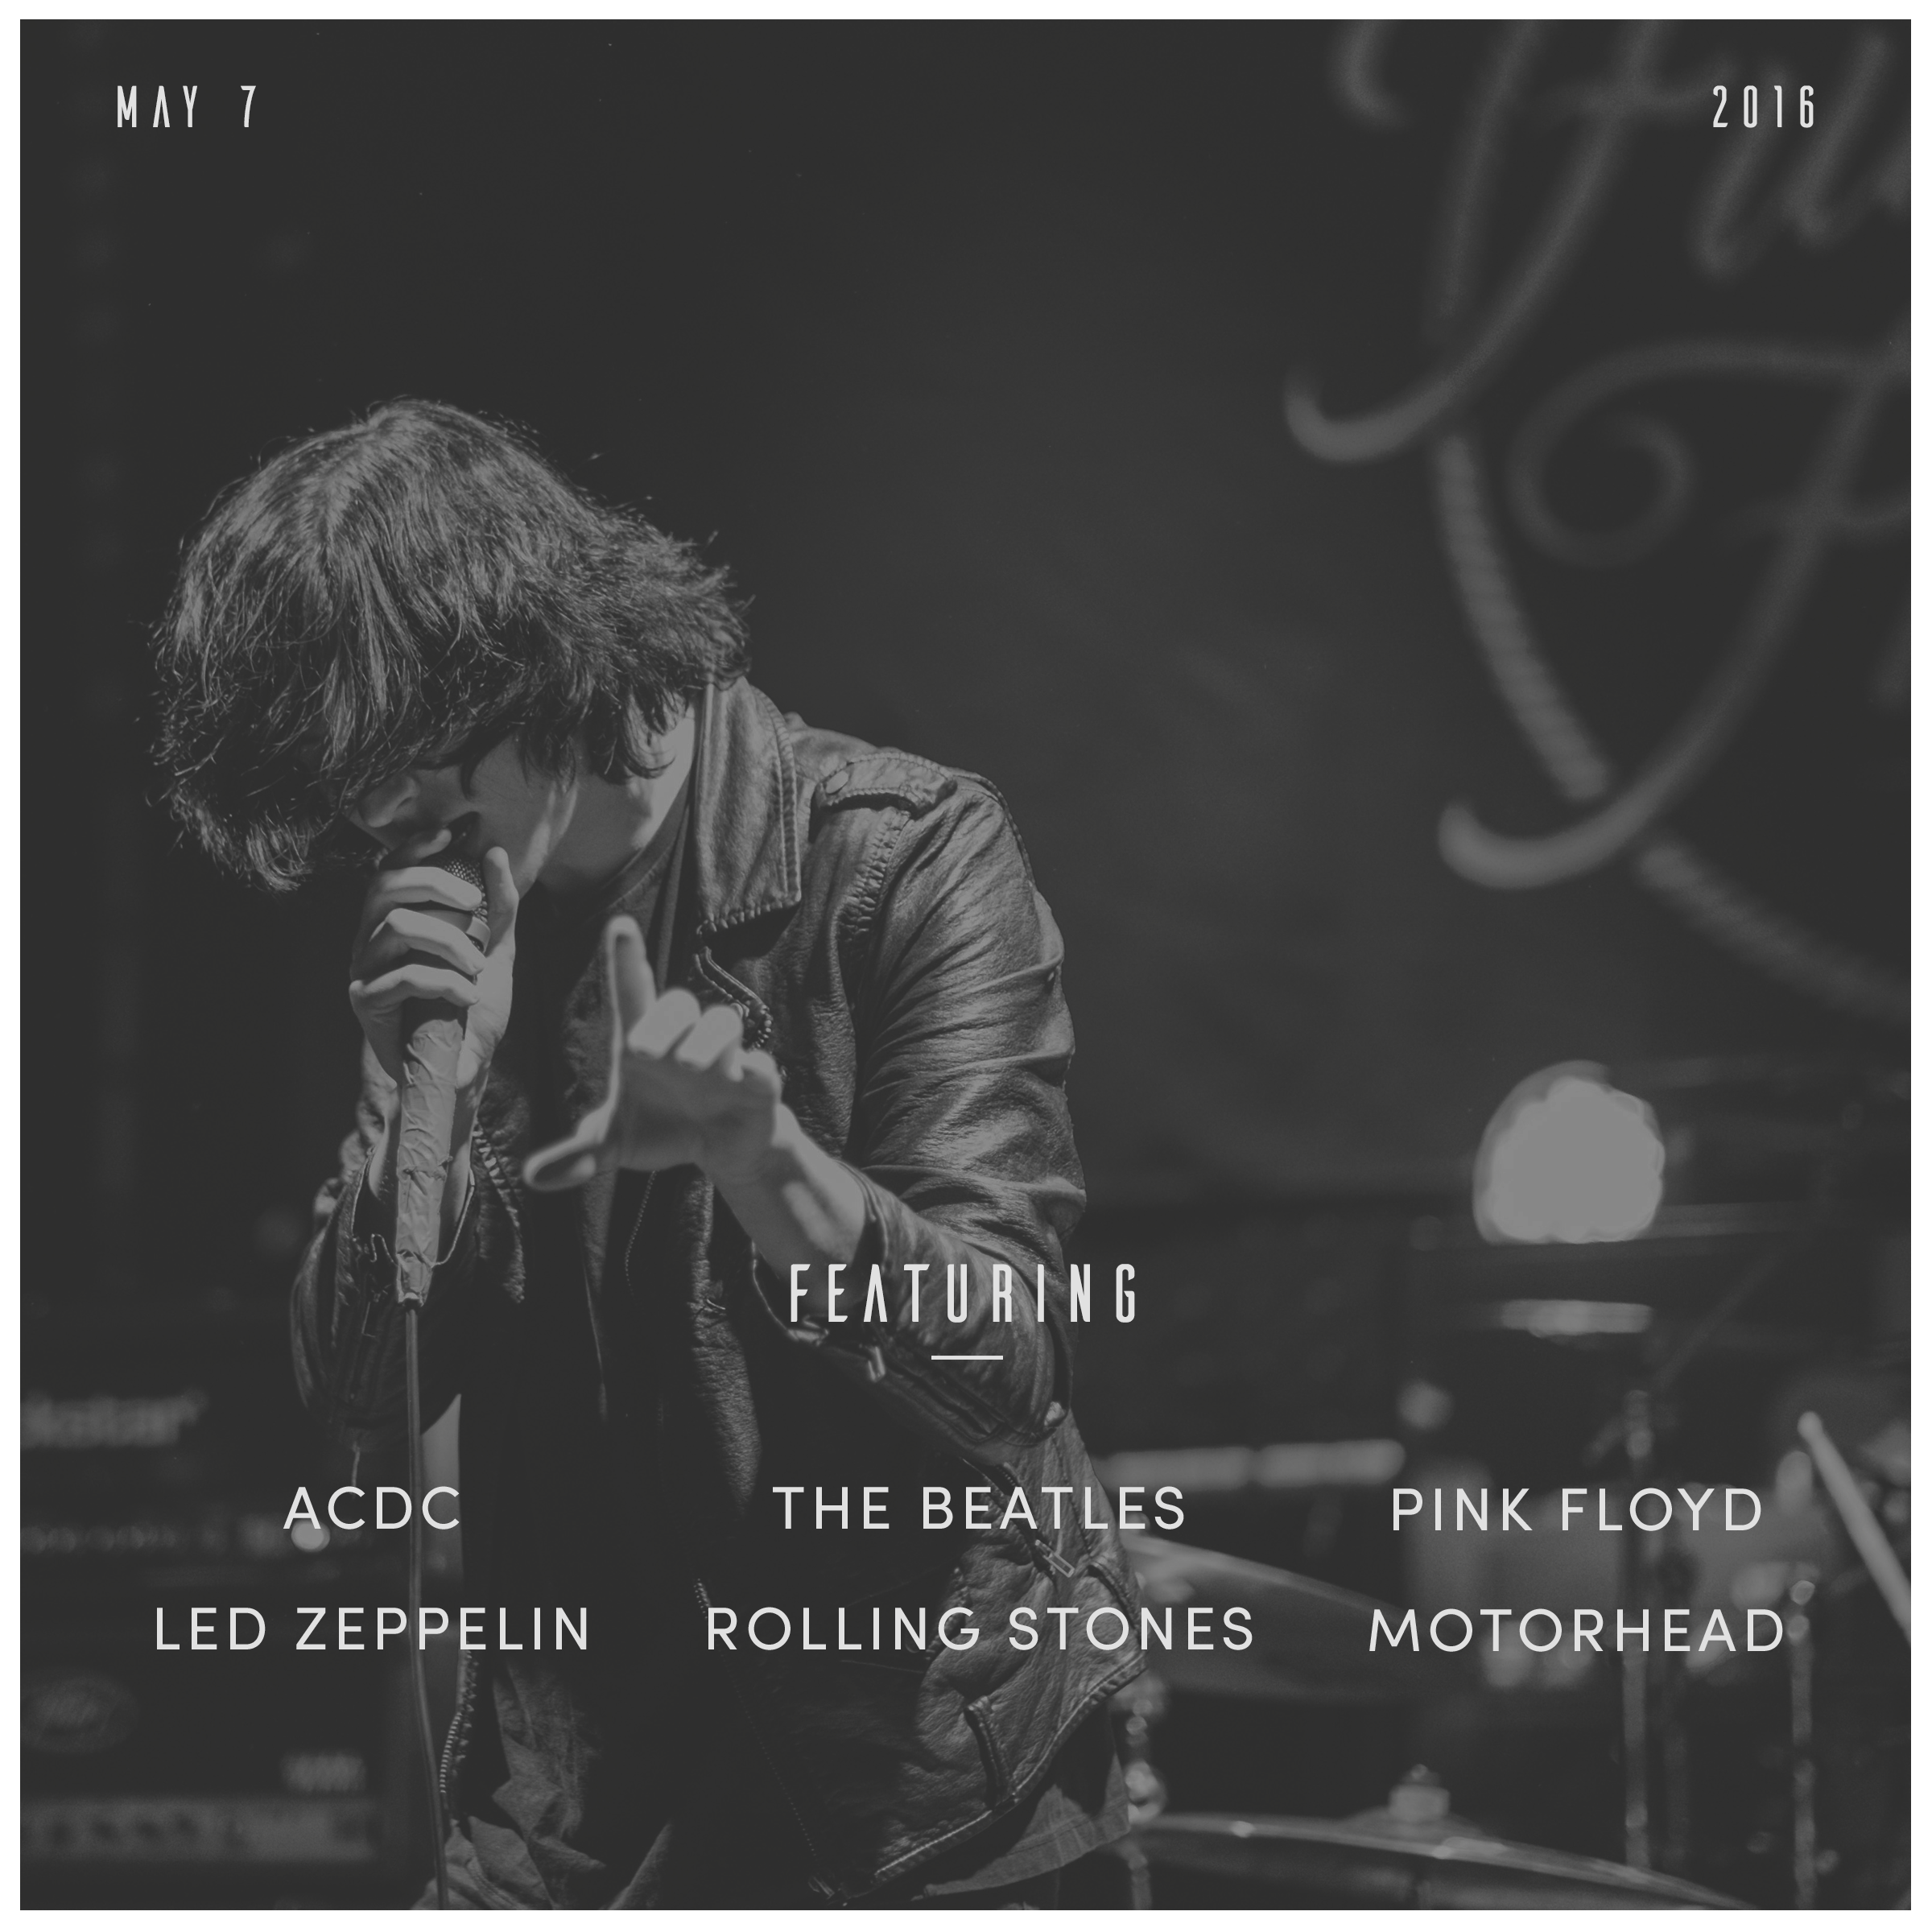 MAY 7
2016
FEATURING
ACDC
THE BEATLES
PINK FLOYD
LED ZEPPELIN
ROLLING STONES
MOTORHEAD